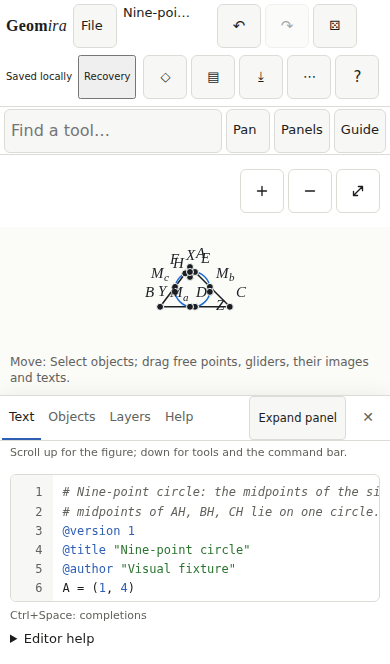 Geomira File Nine-poi…
Saved locally Recovery ?
Find a tool… Pan Panels Guide
F H X A E
Mc Mb
B Y Ma D Z C
Move: Select objects; drag free points, gliders, their images
and texts.
Text Objects Layers Help Expand panel
Scroll up for the figure; down for tools and the command bar.
1 # Nine-point circle: the midpoints of the si
2 # midpoints of AH, BH, CH lie on one circle.
3 @version 1
4 @title "Nine-point circle"
5 @author "Visual fixture"
6 A = (1, 4)
Ctrl+Space: completions
Editor help